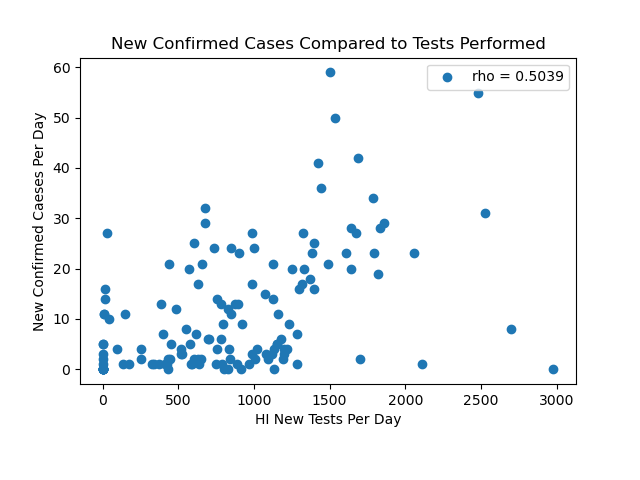 New Confirmed Cases Compared to Tests Performed
rho = 0.5039
60
50
40
30
20
10
0
New Confirmed Caeses Per Day
0 500 1000 1500 2000 2500 3000
HI New Tests Per Day